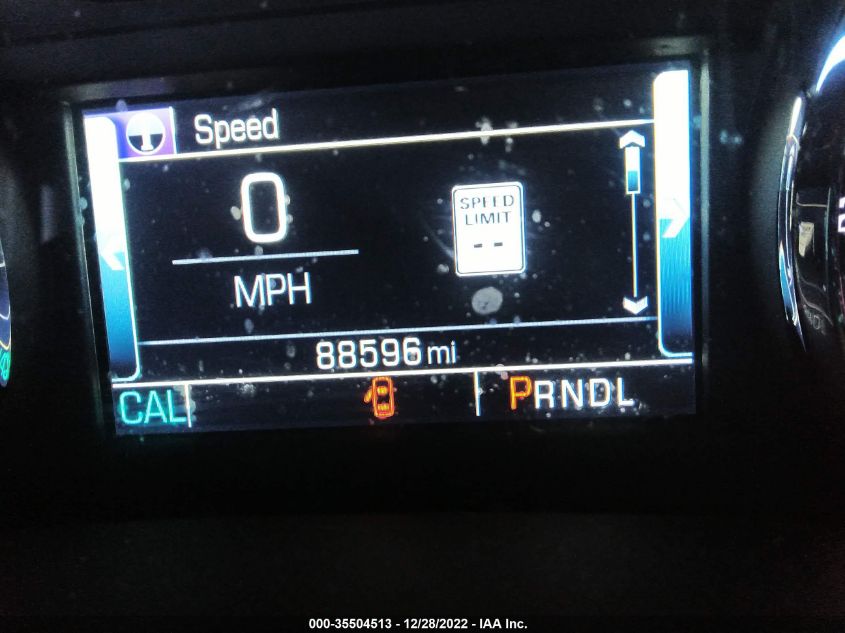 Speed
0
MPH
SPEED
LIMIT
--
88596 mi
CAL
PRNDL
000-35504513 - 12/28/2022 - IAA Inc.